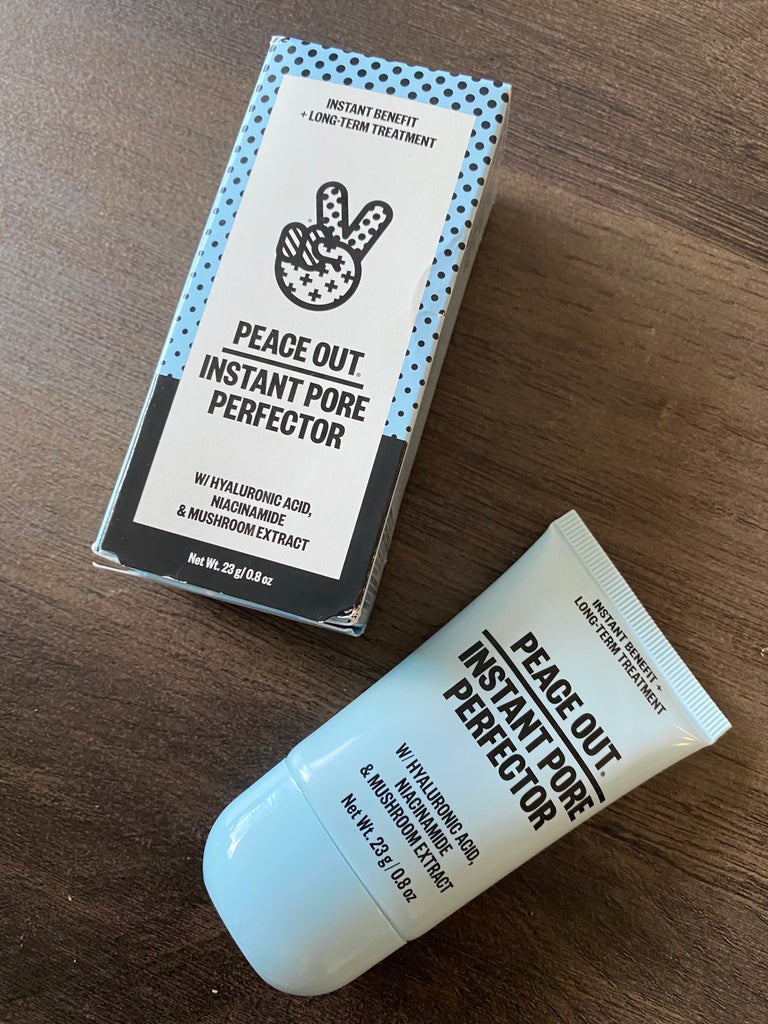 INSTANT BENEFIT
+ LONG-TERM TREATMENT
PEACE OUT®
INSTANT PORE
PERFECTOR
W/ HYALURONIC ACID,
NIACINAMIDE
& MUSHROOM EXTRACT
Net Wt. 23 g/ 0.8 oz
INSTANT BENEFIT +
LONG-TERM TREATMENT
PEACE OUT®
INSTANT PORE
PERFECTOR
W/ HYALURONIC ACID,
NIACINAMIDE
& MUSHROOM EXTRACT
Net Wt. 23 g / 0.8 oz